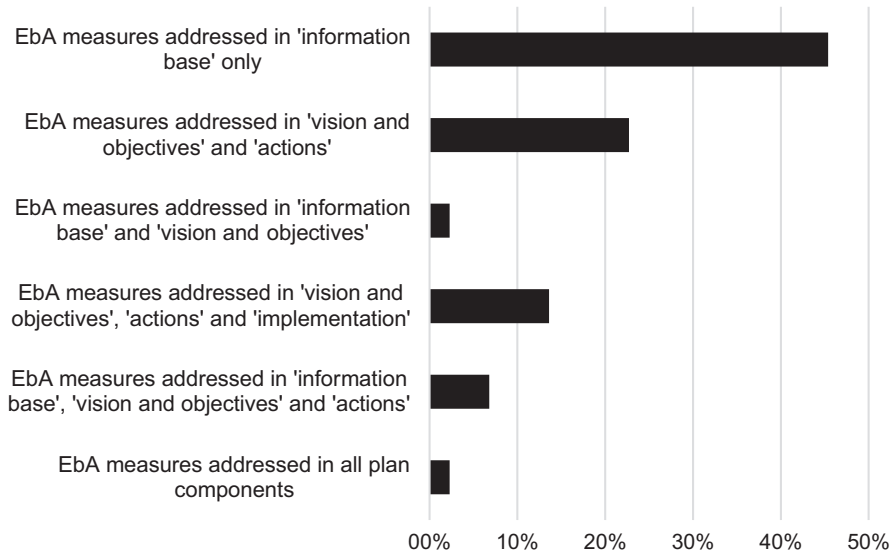 EbA measures addressed in 'information
base' only
EbA measures addressed in 'vision and
objectives' and 'actions'
EbA measures addressed in 'information
base' and 'vision and objectives'
EbA measures addressed in 'vision and
objectives', 'actions' and 'implementation'
EbA measures addressed in 'information
base', 'vision and objectives' and 'actions'
EbA measures addressed in all plan
components
00% 10% 20% 30% 40% 50%